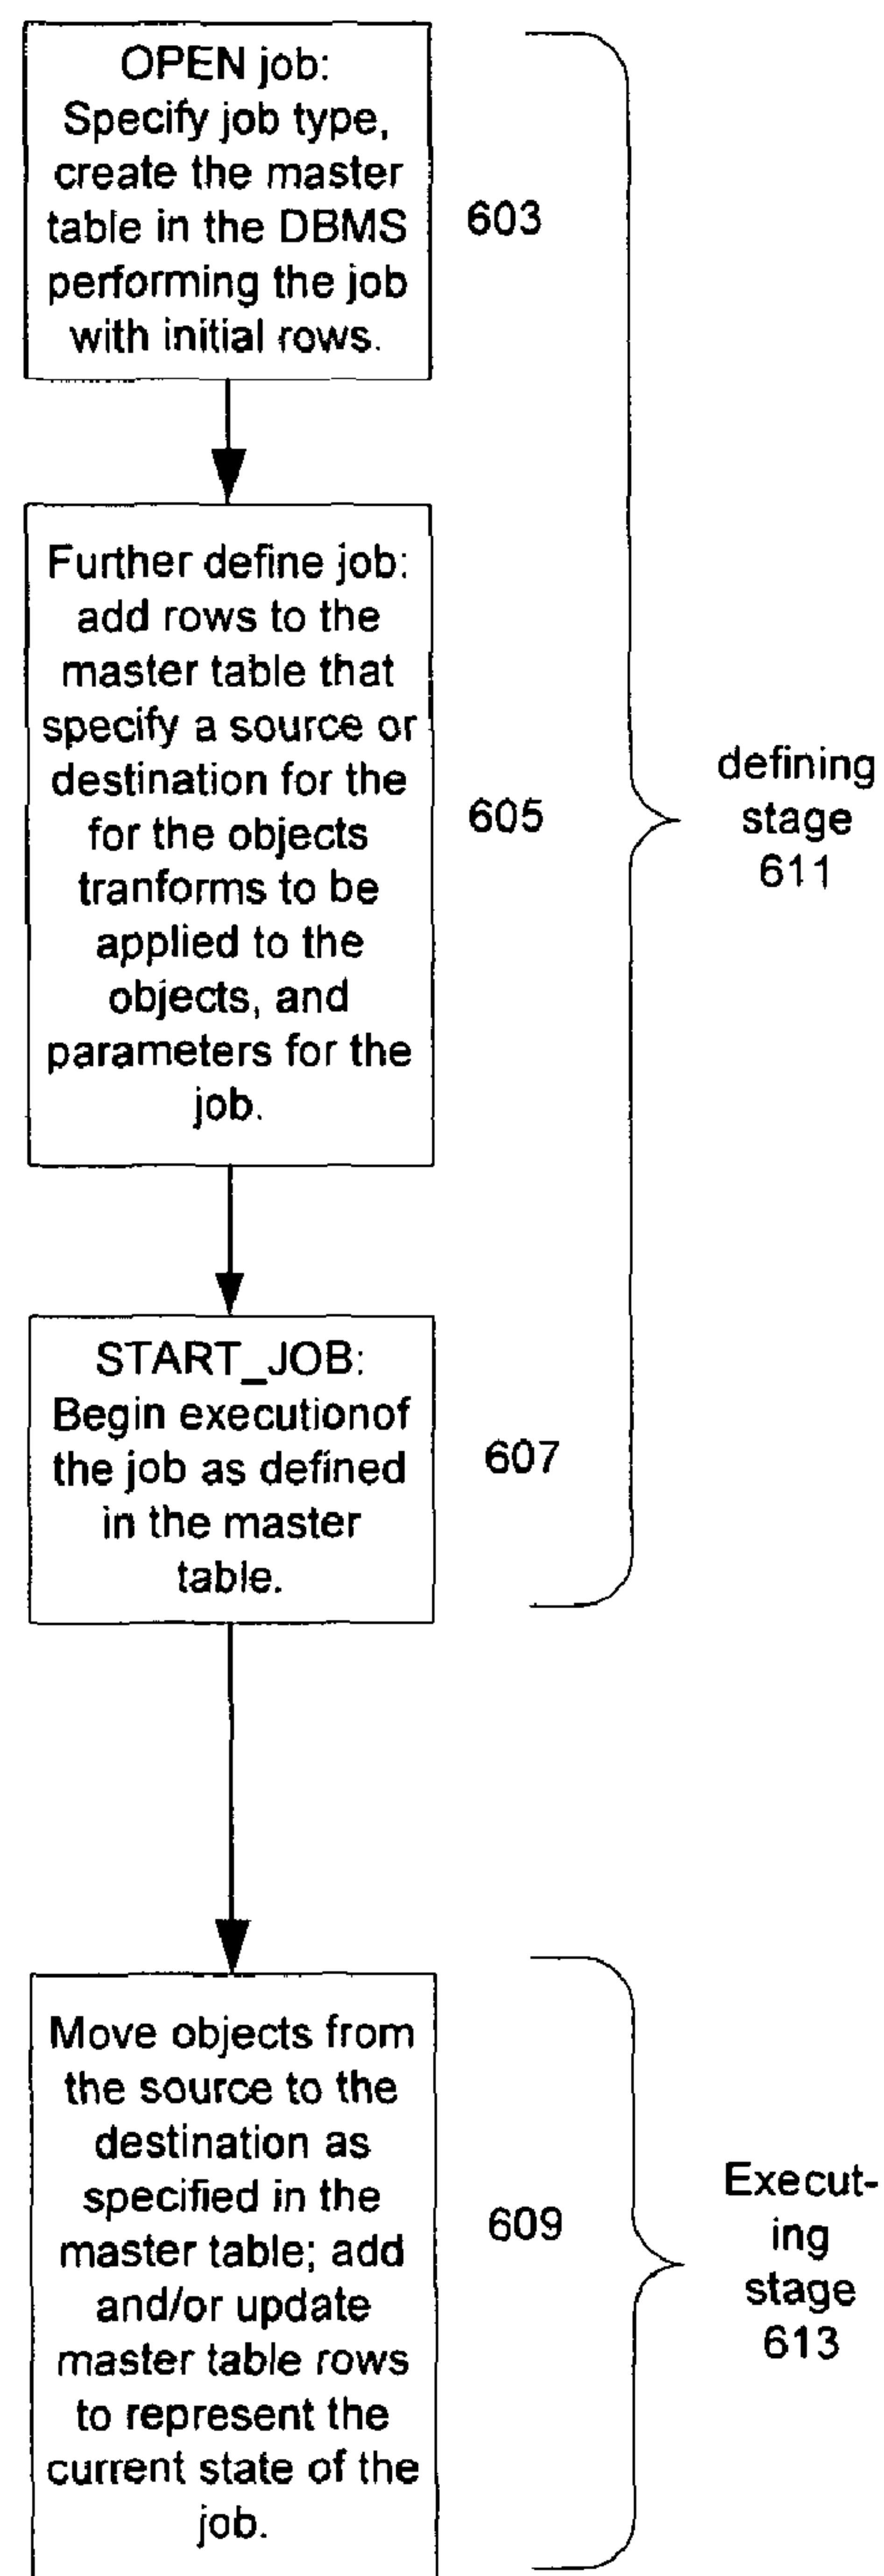 OPEN job:
Specify job type,
create the master
table in the DBMS
performing the job
with initial rows.
603
Further define job:
add rows to the
master table that
specify a source or
destination for the
for the objects
tranforms to be
applied to the
objects, and
parameters for the
job.
605
defining
stage
611
START_JOB:
Begin executionof
the job as defined
in the master
table.
607
Move objects from
the source to the
destination as
specified in the
master table; add
and/or update
master table rows
to represent the
current state of the
job.
609
Execut-
ing
stage
613